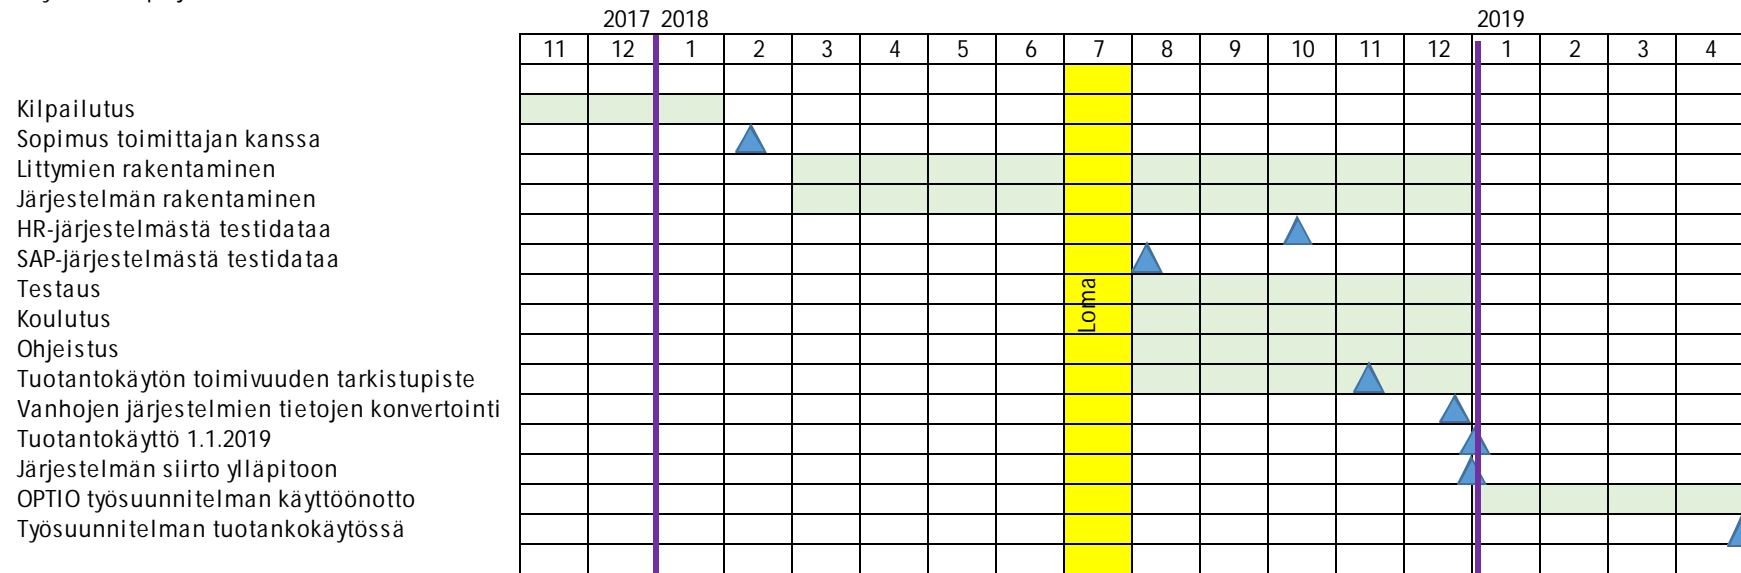 2017 2018 2019
11 12 1 2 3 4 5 6 7 8 9 10 11 12 1 2 3 4
Kilpailutus
Sopimus toimittajan kanssa
Littymien rakentaminen
Järjestelmän rakentaminen
HR-järjestelmästä testidataa
SAP-järjestelmästä testidataa
Testaus
Loma
Koulutus
Ohjeistus
Tuotantokäytön toimivuuden tarkistupiste
Vanhojen järjestelmien tietojen konvertointi
Tuotantokäyttö 1.1.2019
Järjestelmän siirto ylläpitoon
OPTIO työsuunnitelman käyttöönotto
Työsuunnitelman tuotankokäytössä